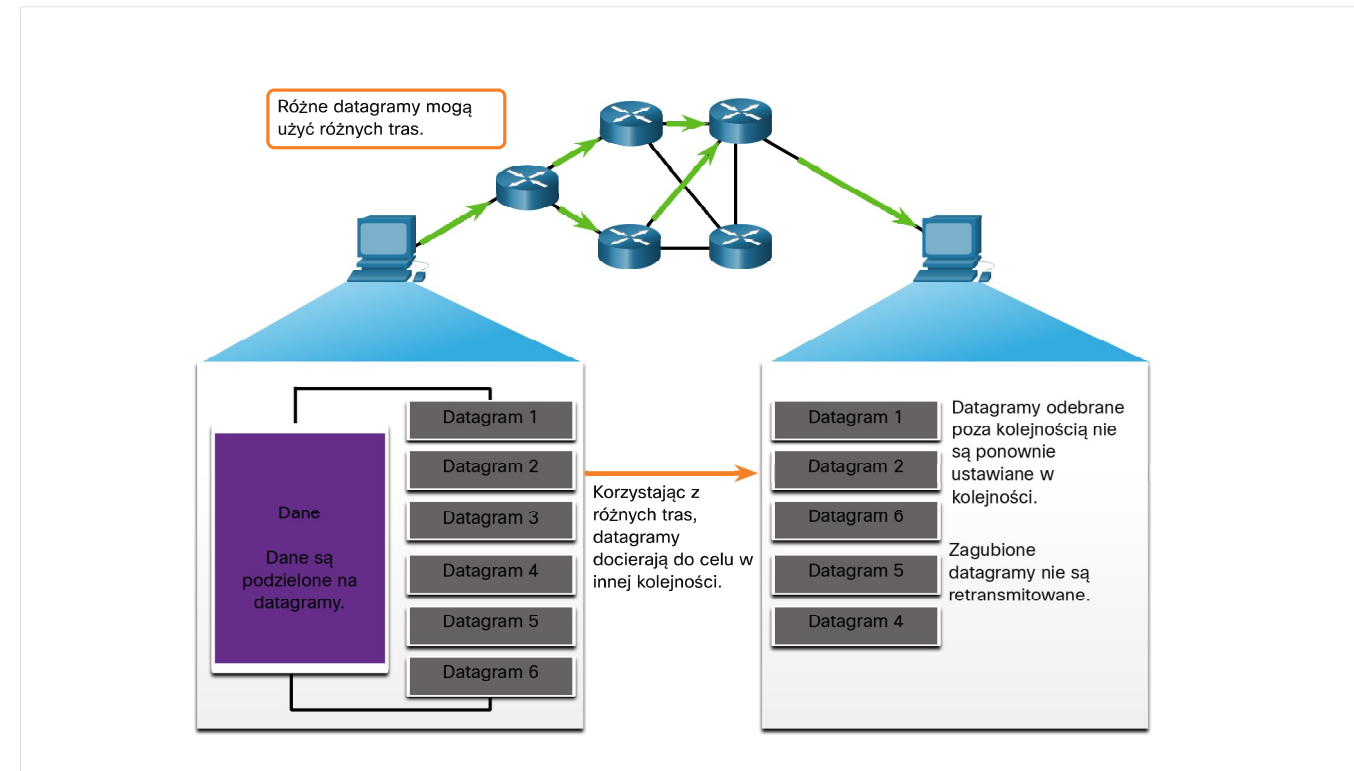 Różne datagramy mogą
użyć różnych tras.
Dane
Dane są
podzielone na
datagramy.
Datagram 1
Datagram 2
Datagram 3
Datagram 4
Datagram 5
Datagram 6
Korzystając z
różnych tras,
datagramy
docierają do celu w
innej kolejności.
Datagram 1
Datagram 2
Datagram 6
Datagram 5
Datagram 4
Datagramy odebrane
poza kolejnością nie
są ponownie
ustawiane w
kolejności.
Zagubione
datagramy nie są
retransmitowane.